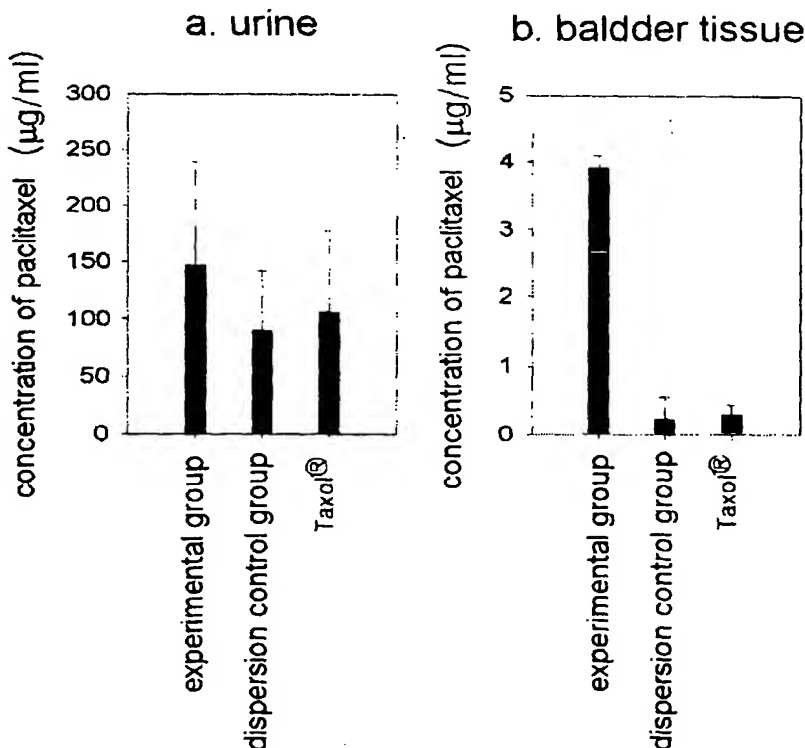 a. urine
concentration of paclitaxel (μg/ml)
300
250
200
150
100
50
0
experimental group
dispersion control group
Taxol®
b. baldder tissue
concentration of paclitaxel (μg/ml)
5
4
3
2
1
0
experimental group
dispersion control group
Taxol®